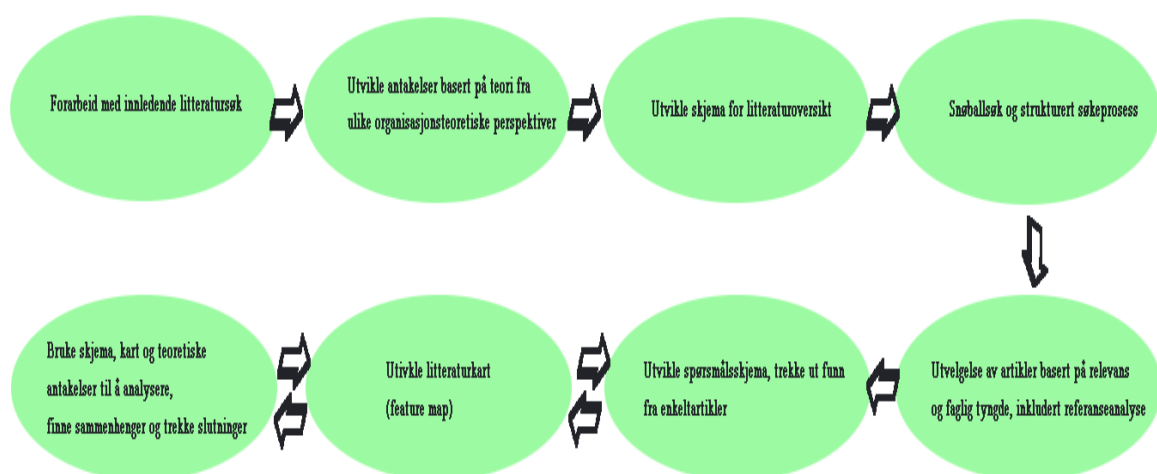 Forarbeid med innledende litteratursøk
Utvikle antakelser basert på teori fra
ulike organisasjonsteoretiske perspektiver
Utvikle skjema for litteraturoversikt
Snøballsøk og strukturert søkeprosess
Utvelgelse av artikler basert på relevans
og faglig tyngde, inkludert referanseanalyse
Utvikle spørsmålsskjema, trekke ut funn
fra enkeltartikler
Utivkle litteraturkart
(feature map)
Bruke skjema, kart og teoretiske
antakelser til å analysere,
finne sammenhenger og trekke slutninger